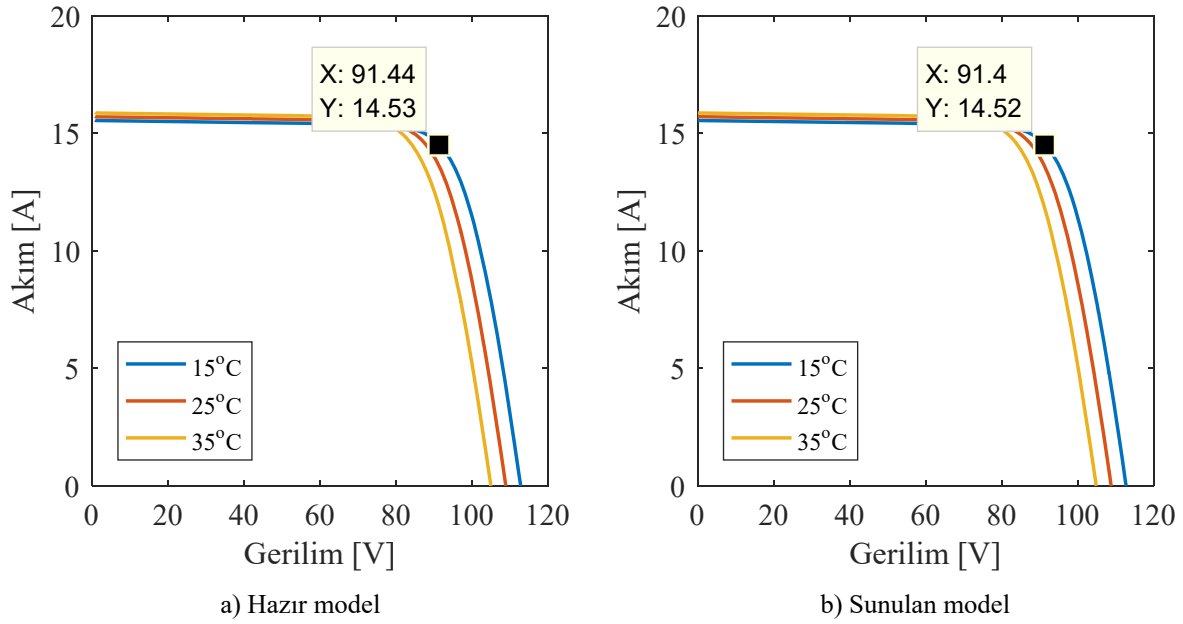 20
15
10
5
0
Akım [A]
X: 91.44
Y: 14.53
15°C
25°C
35°C
0 20 40 60 80 100 120
Gerilim [V]
a) Hazır model
20
15
10
5
0
Akım [A]
X: 91.4
Y: 14.52
15°C
25°C
35°C
0 20 40 60 80 100 120
Gerilim [V]
b) Sunulan model